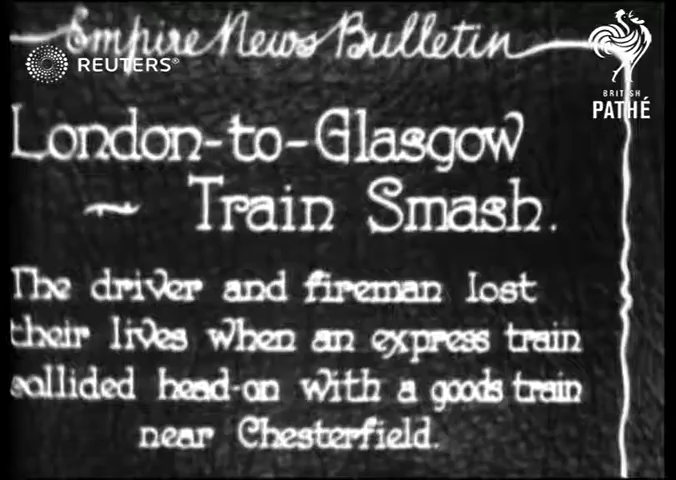 Empire News Bulletin
REUTERS®
BRITISH
PATHÉ
London-to-Glasgow
~ Train Smash.
The driver and fireman lost
their lives when an express train
collided head-on with a goods train
near Chesterfield.